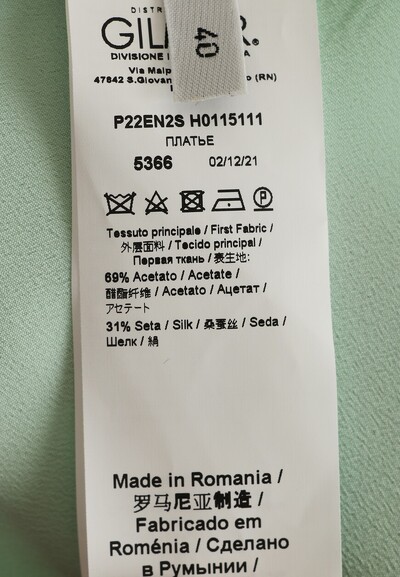 DISTR
GIL R®
DIVISIONE I A
Via Malp
47842 S.Giovan o (RN)
40
P22EN2S H0115111
ПЛАТЬЕ
5366 02/12/21
P
Tessuto principale / First Fabric /
外层面料 / Tecido principal /
Первая ткань / 表生地:
69% Acetato / Acetate /
醋酯纤维 / Acetato / Ацетат /
アセテート
31% Seta / Silk / 桑蚕丝 / Seda /
Шелк / 絹
Made in Romania /
罗马尼亚制造 /
Fabricado em
Roménia / Сделано
в Румынии /